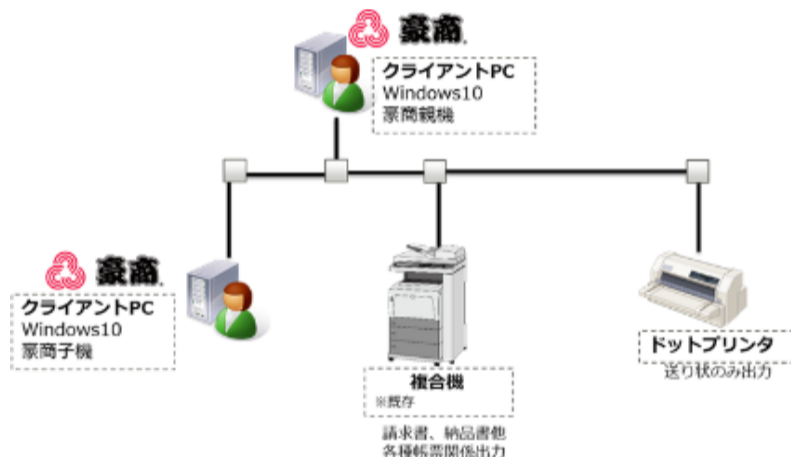 豪商.
クライアントPC
Windows10
豪商親機
豪商.
クライアントPC
Windows10
豪商子機
複合機
※既存
請求書、納品書他
各種帳票関係出力
ドットプリンタ
送り状のみ出力